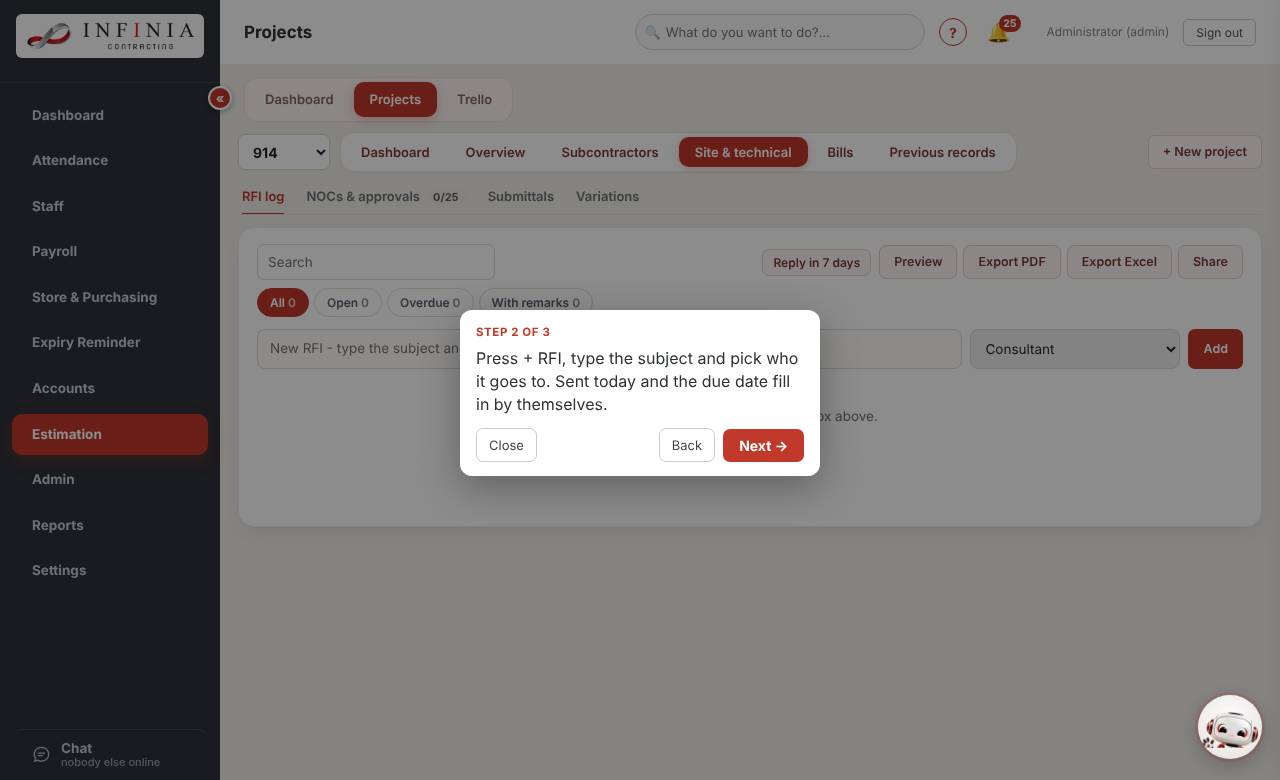 INFINIA
CONTRACTING
Projects
What do you want to do?...
?
25
Administrator (admin)
Sign out
«
Dashboard
Attendance
Staff
Payroll
Store & Purchasing
Expiry Reminder
Accounts
Estimation
Admin
Reports
Settings
Chat
nobody else online
Dashboard
Projects
Trello
914
Dashboard
Overview
Subcontractors
Site & technical
Bills
Previous records
+ New project
RFI log
NOCs & approvals 0/25
Submittals
Variations
Search
Reply in 7 days
Preview
Export PDF
Export Excel
Share
All 0
Open 0
Overdue 0
With remarks 0
New RFI - type the subject an
Consultant
Add
above.
STEP 2 OF 3
Press + RFI, type the subject and pick who
it goes to. Sent today and the due date fill
in by themselves.
Close
Back
Next →